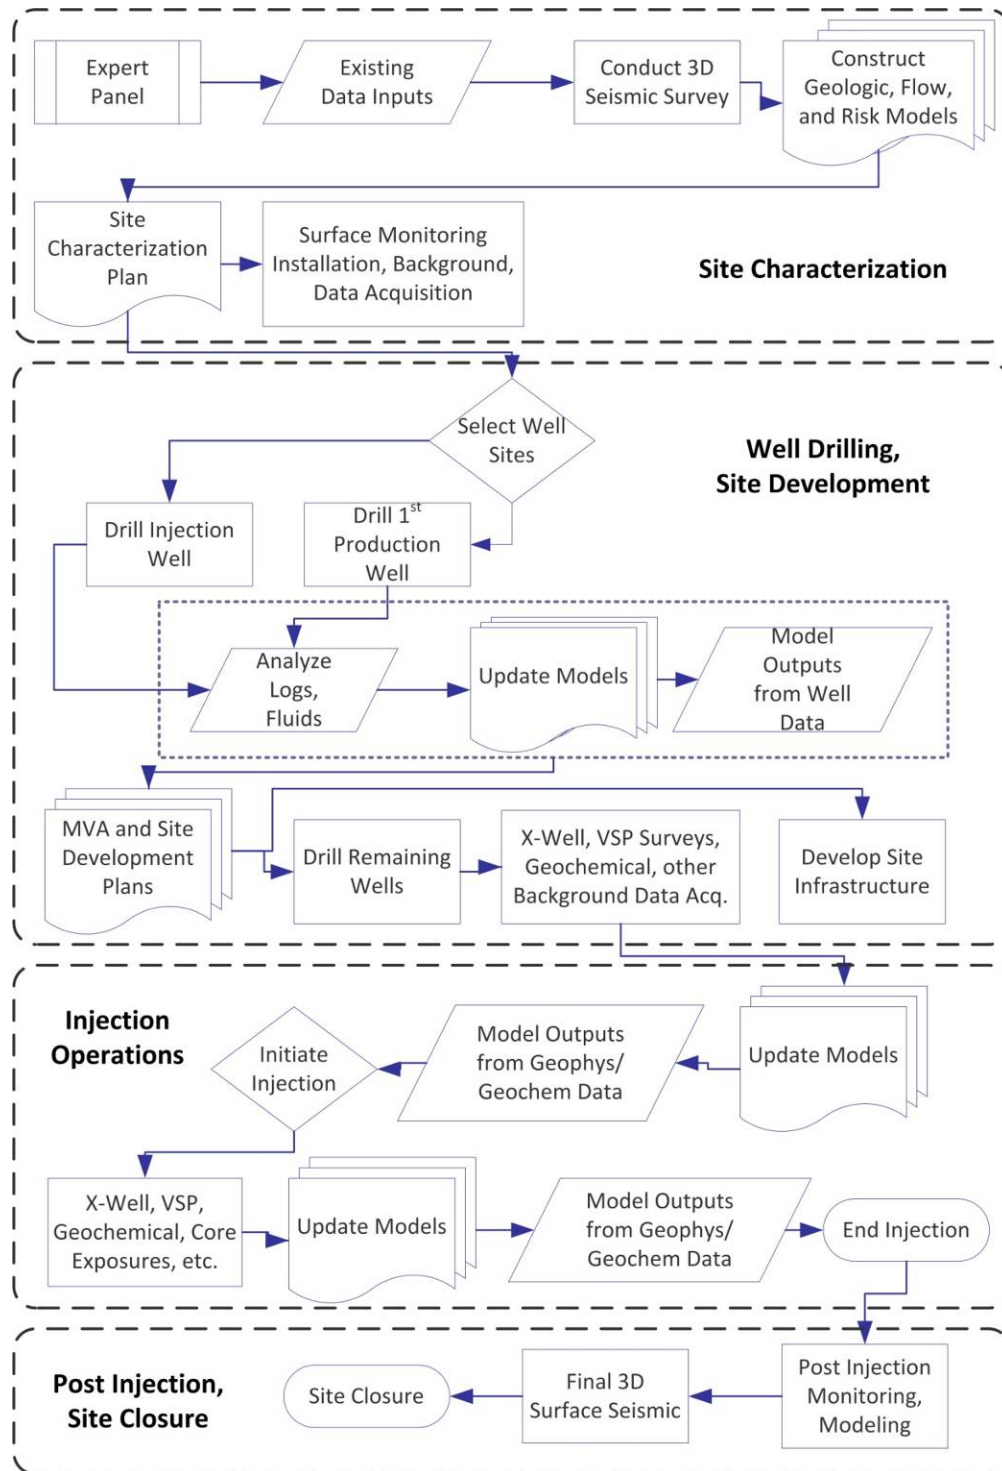 Expert
Panel
Existing
Data Inputs
Conduct 3D
Seismic Survey
Construct
Geologic, Flow,
and Risk Models
Site
Characterization
Plan
Surface Monitoring
Installation, Background,
Data Acquisition
Site Characterization
Select Well
Sites
Well Drilling,
Site Development
Drill Injection
Well
Drill 1st
Production
Well
Analyze
Logs,
Fluids
Update Models
Model
Outputs
from Well
Data
MVA and Site
Development
Plans
Drill Remaining
Wells
X-Well, VSP Surveys,
Geochemical, other
Background Data Acq.
Develop Site
Infrastructure
Injection
Operations
Initiate
Injection
Model Outputs
from Geophys/
Geochem Data
Update Models
X-Well, VSP,
Geochemical, Core
Exposures, etc.
Update Models
Model Outputs
from Geophys/
Geochem Data
End Injection
Post Injection,
Site Closure
Site Closure
Final 3D
Surface Seismic
Post Injection
Monitoring,
Modeling